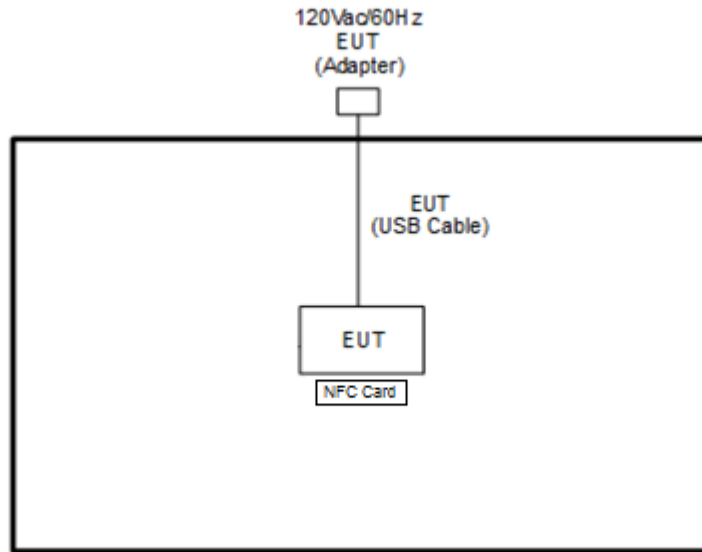 120Vac/60Hz
EUT
(Adapter)
EUT
(USB Cable)
EUT
NFC Card